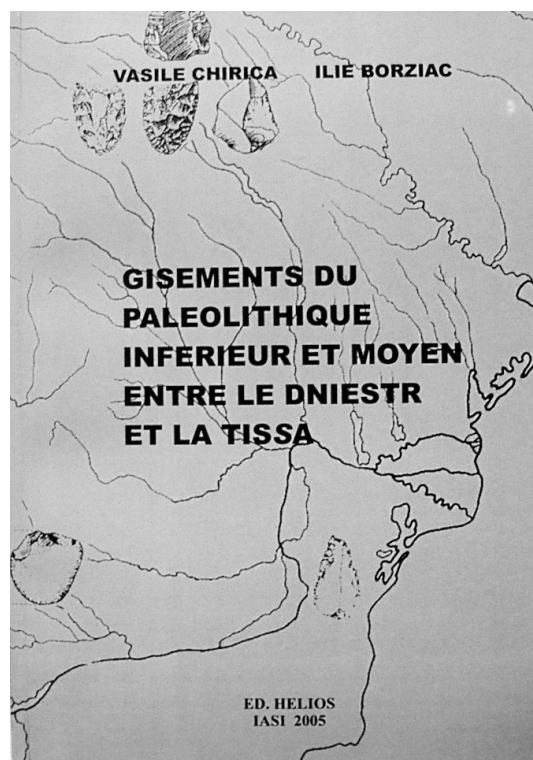 VASILE CHIRICA ILIE BORZIAC
GISEMENTS DU
PALEOLITHIQUE
INFERIEUR ET MOYEN
ENTRE LE DNIESTR
ET LA TISSA
ED. HELIOS
IASI 2005